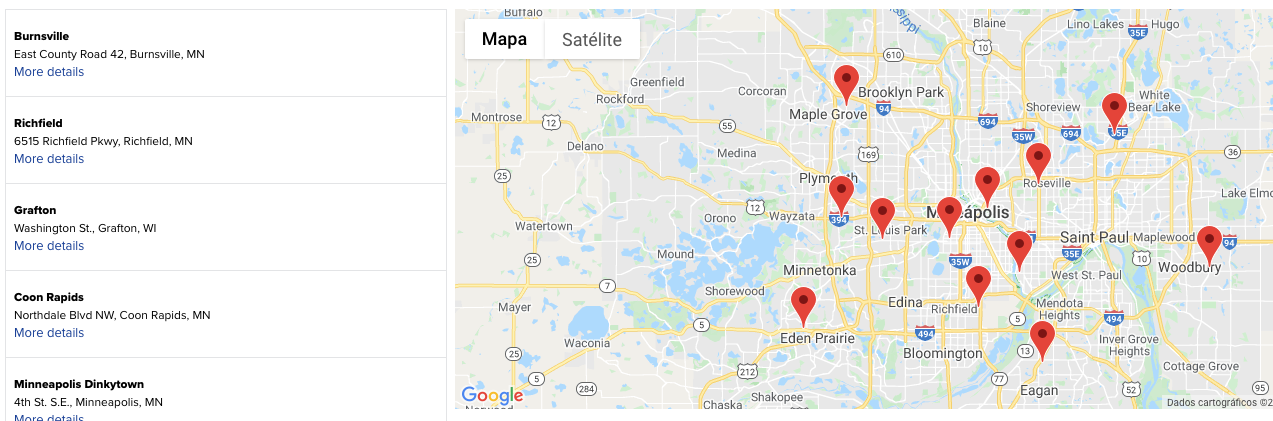 Burnsville
East County Road 42, Burnsville, MN
More details
Richfield
6515 Richfield Pkwy, Richfield, MN
More details
Grafton
Washington St., Grafton, WI
More details
Coon Rapids
Northdale Blvd NW, Coon Rapids, MN
More details
Minneapolis Dinkytown
4th St. S.E., Minneapolis, MN
More details
Mapa
Satélite
Buffalo
Blaine
Lino Lakes
Hugo
35E
10
610
Greenfield
Rockford
Corcoran
Brooklyn Park
White
Bear Lake
Maple Grove
94
Shoreview
35E
Montrose
12
694
35W
694
55
Delano
Medina
169
36
25
Plymouth
Roseville
Lake Elmo
394
12
Orono
Wayzata
St. Louis Park
Watertown
Saint Paul
Maplewood
94
25
Mound
35W
35E
10
Woodbury
Minnetonka
West St. Paul
7
Shorewood
Mayer
Edina
Richfield
Mendota
Heights
5
5
494
Waconia
Eden Prairie
494
Inver Grove
Heights
25
Bloomington
13
212
Cottage Grove
5
284
77
Eagan
52
95
Shakopee
Chaska
Google
Dados cartográficos ©2